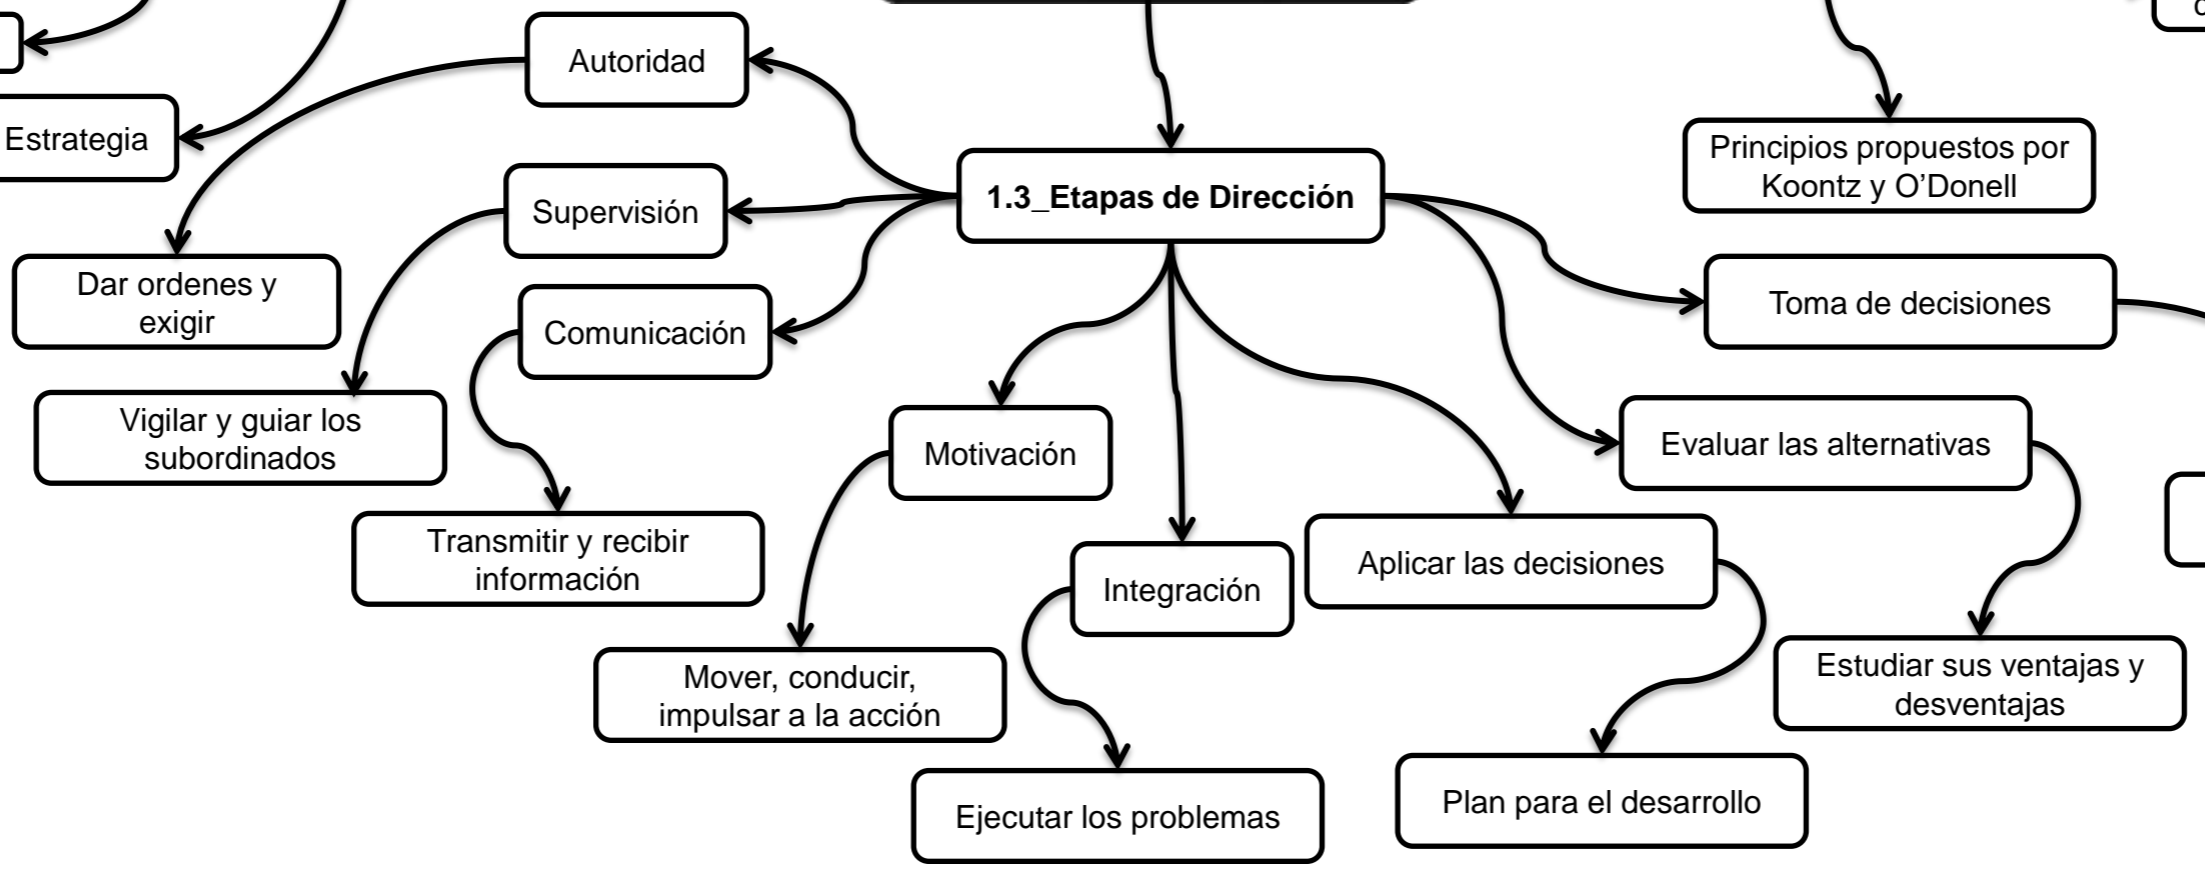 Autoridad
Estrategia
Principios propuestos por
Koontz y O’Donell
1.3_Etapas de Dirección
Supervisión
Dar ordenes y
exigir
Toma de decisiones
Comunicación
Vigilar y guiar los
subordinados
Motivación
Evaluar las alternativas
Transmitir y recibir
información
Integración
Aplicar las decisiones
Mover, conducir,
impulsar a la acción
Estudiar sus ventajas y
desventajas
Ejecutar los problemas
Plan para el desarrollo